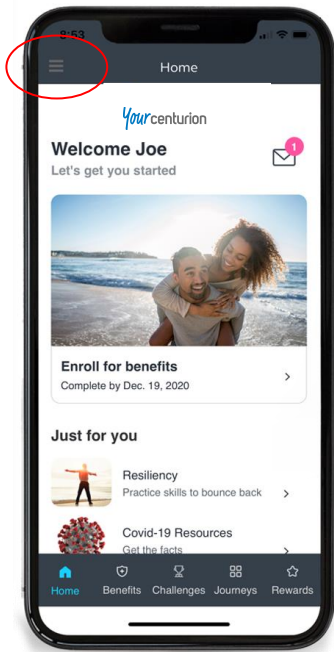 8:53
Home
Yourcenturion
Welcome Joe
1
Let's get you started
Enroll for benefits
Complete by Dec. 19, 2020
Just for you
Resiliency
Practice skills to bounce back
Covid-19 Resources
Get the facts
Home Benefits Challenges Journeys Rewards